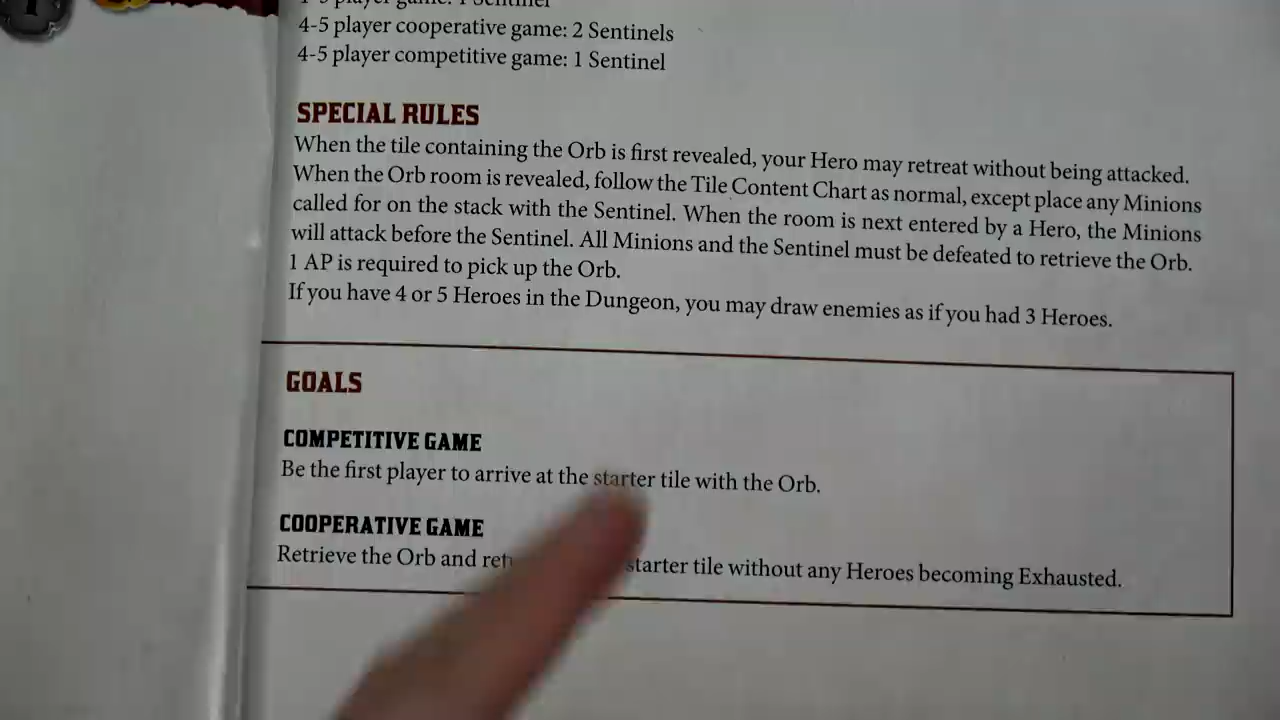 player game: 1 Sentinel
4-5 player cooperative game: 2 Sentinels
4-5 player competitive game: 1 Sentinel
SPECIAL RULES
When the tile containing the Orb is first revealed, your Hero may retreat without being attacked.
When the Orb room is revealed, follow the Tile Content Chart as normal, except place any Minions
called for on the stack with the Sentinel. When the room is next entered by a Hero, the Minions
will attack before the Sentinel. All Minions and the Sentinel must be defeated to retrieve the Orb.
1 AP is required to pick up the Orb.
If you have 4 or 5 Heroes in the Dungeon, you may draw enemies as if you had 3 Heroes.
GOALS
COMPETITIVE GAME
Be the first player to arrive at the starter tile with the Orb.
COOPERATIVE GAME
Retrieve the Orb and starter tile without any Heroes becoming Exhausted.